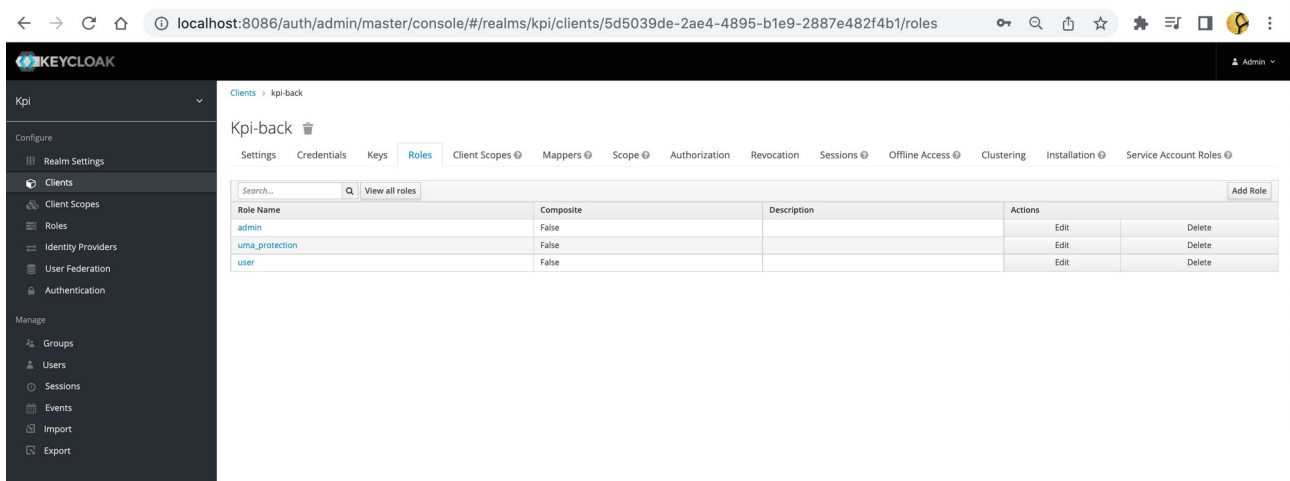 localhost:8086/auth/admin/master/console/#/realms/kpi/clients/5d5039de-2ae4-4895-b1e9-2887e482f4b1/roles
KEYCLOAK
Admin
Kpi
Configure
Realm Settings
Clients
Client Scopes
Roles
Identity Providers
User Federation
Authentication
Manage
Groups
Users
Sessions
Events
Import
Export
Clients > kpi-back
Kpi-back
Settings Credentials Keys Roles Client Scopes Mappers Scope Authorization Revocation Sessions Offline Access Clustering Installation Service Account Roles
Search... View all roles Add Role
Role Name Composite Description Actions
admin False Edit Delete
uma_protection False Edit Delete
user False Edit Delete